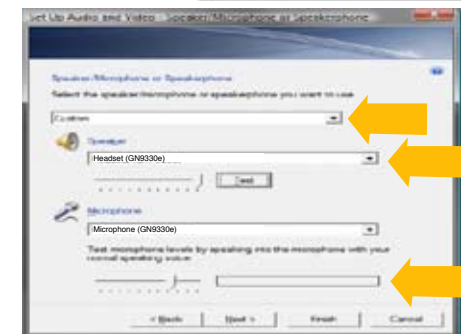 Set Up Audio and Video - Speaker/Microphone or Speakerphone
Speaker/Microphone or Speakerphone
Select the speaker/microphone or speakerphone you want to use
Custom
Speaker
Headset (GN9330e)
Test
Microphone
Microphone (GN9330e)
Test microphone levels by speaking into the microphone with your
normal speaking voice
< Back
Next >
Finish
Cancel